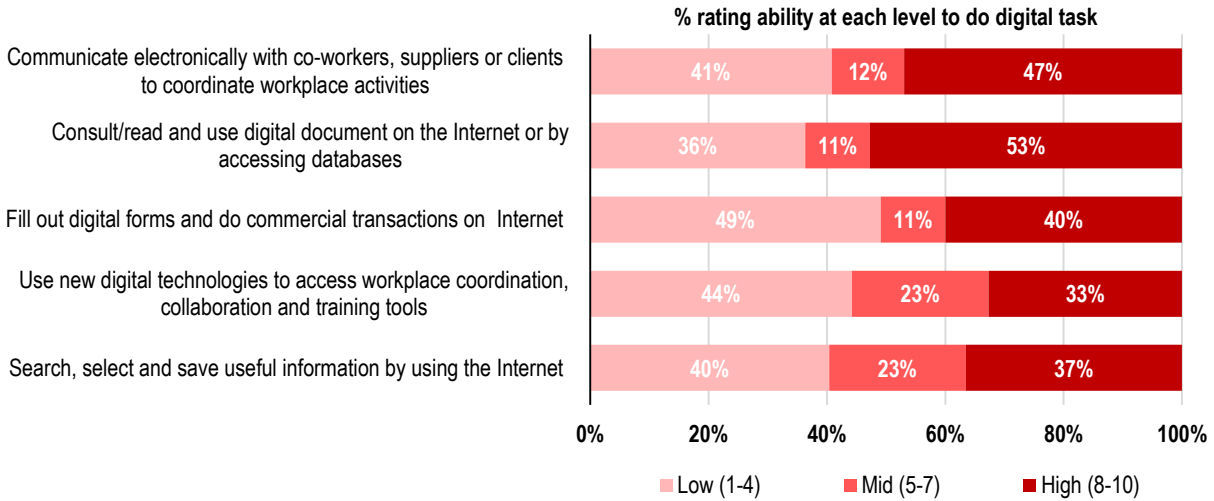 % rating ability at each level to do digital task
Communicate electronically with co-workers, suppliers or clients
to coordinate workplace activities
41%
12%
47%
Consult/read and use digital document on the Internet or by
accessing databases
36%
11%
53%
Fill out digital forms and do commercial transactions on Internet
49%
11%
40%
Use new digital technologies to access workplace coordination,
collaboration and training tools
44%
23%
33%
Search, select and save useful information by using the Internet
40%
23%
37%
0%
20%
40%
60%
80%
100%
Low (1-4)
Mid (5-7)
High (8-10)